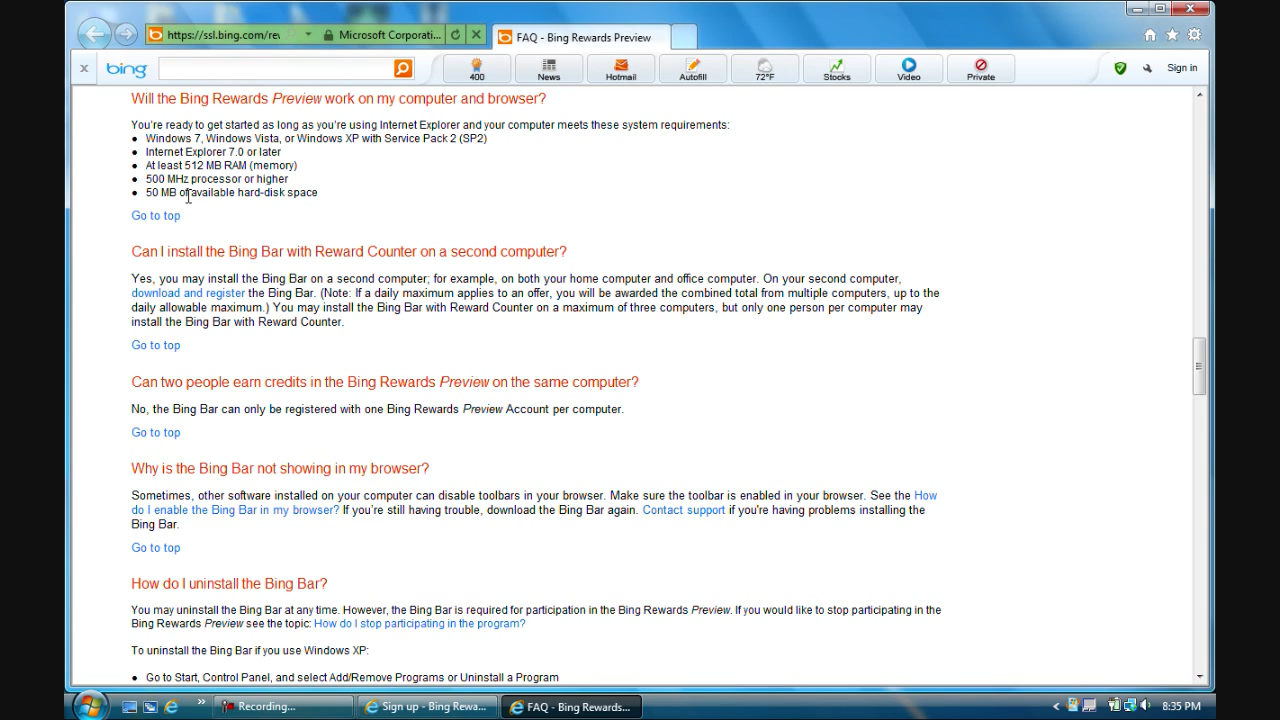 https://ssl.bing.com/re
Microsoft Corporati...
FAQ - Bing Rewards Preview
bing
400
News
Hotmail
Autofill
72°F
Stocks
Video
Private
Sign in
Will the Bing Rewards Preview work on my computer and browser?
You're ready to get started as long as you're using Internet Explorer and your computer meets these system requirements:
• Windows 7, Windows Vista, or Windows XP with Service Pack 2 (SP2)
• Internet Explorer 7.0 or later
• At least 512 MB RAM (memory)
• 500 MHz processor or higher
• 50 MB of available hard-disk space
Go to top
Can I install the Bing Bar with Reward Counter on a second computer?
Yes, you may install the Bing Bar on a second computer; for example, on both your home computer and office computer. On your second computer,
download and register the Bing Bar. (Note: If a daily maximum applies to an offer, you will be awarded the combined total from multiple computers, up to the
daily allowable maximum.) You may install the Bing Bar with Reward Counter on a maximum of three computers, but only one person per computer may
install the Bing Bar with Reward Counter.
Go to top
Can two people earn credits in the Bing Rewards Preview on the same computer?
No, the Bing Bar can only be registered with one Bing Rewards Preview Account per computer.
Go to top
Why is the Bing Bar not showing in my browser?
Sometimes, other software installed on your computer can disable toolbars in your browser. Make sure the toolbar is enabled in your browser. See the How
do I enable the Bing Bar in my browser? If you're still having trouble, download the Bing Bar again. Contact support if you're having problems installing the
Bing Bar.
Go to top
How do I uninstall the Bing Bar?
You may uninstall the Bing Bar at any time. However, the Bing Bar is required for participation in the Bing Rewards Preview. If you would like to stop participating in the
Bing Rewards Preview see the topic: How do I stop participating in the program?
To uninstall the Bing Bar if you use Windows XP:
• Go to Start, Control Panel, and select Add/Remove Programs or Uninstall a Program
Recording...
Sign up - Bing Rewa...
FAQ - Bing Rewards...
8:35 PM